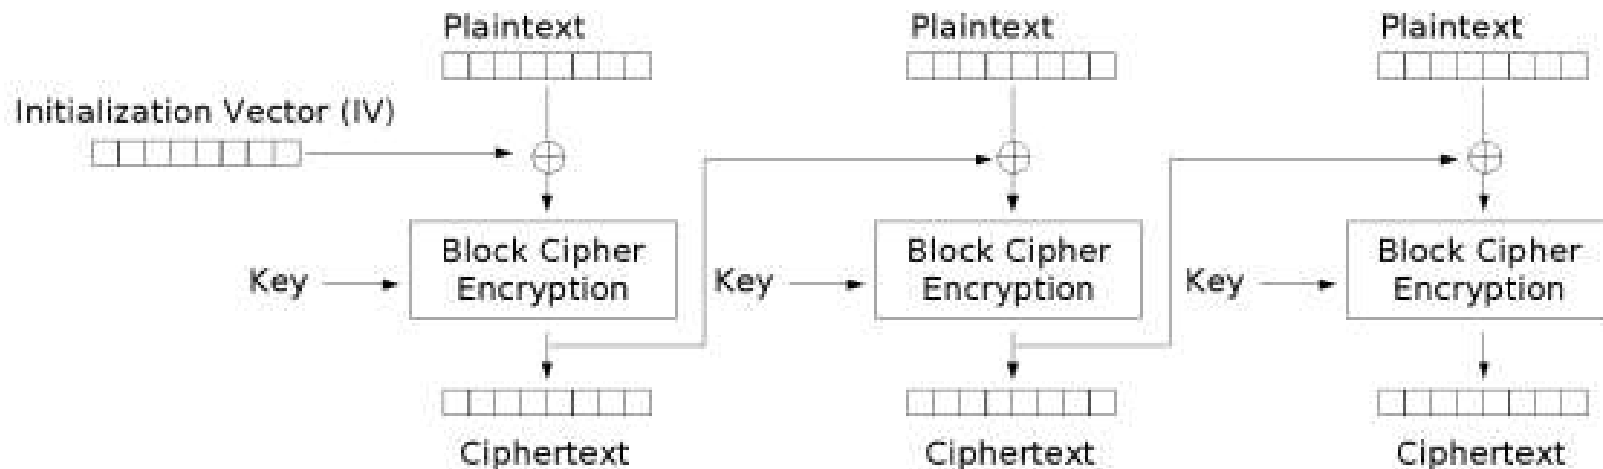 Plaintext
Plaintext
Plaintext
Initialization Vector (IV)
Block Cipher
Encryption
Block Cipher
Encryption
Block Cipher
Encryption
Key
Key
Key
Ciphertext
Ciphertext
Ciphertext